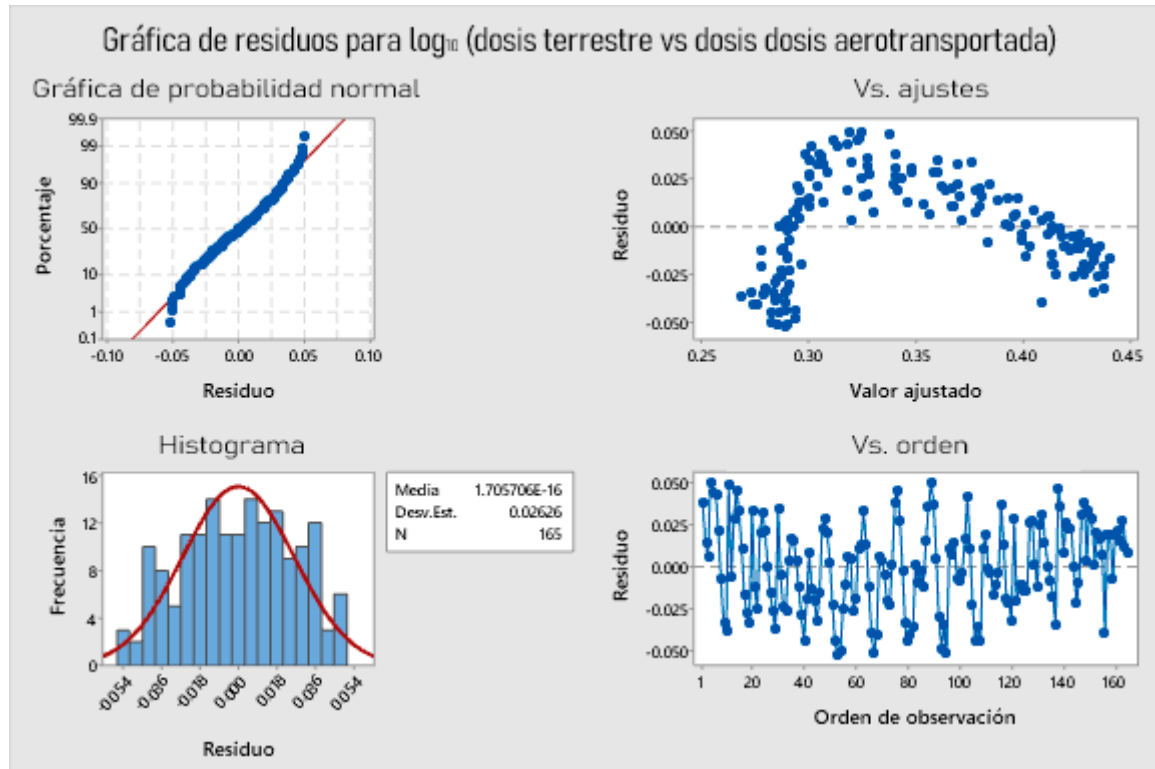 Gráfica de residuos para log₁₀ (dosis terrestre vs dosis dosis aerotransportada)
Gráfica de probabilidad normal
99.9
99
90
50
10
1
0.1
Porcentaje
-0.10 -0.05 0.00 0.05 0.10
Residuo
Vs. ajustes
0.050
0.025
0.000
-0.025
-0.050
Residuo
0.25 0.30 0.35 0.40 0.45
Valor ajustado
Histograma
16
12
8
4
0
Frecuencia
-0.054 -0.036 -0.018 0.000 0.018 0.036 0.054
Residuo
Media 1.705706E-16
Desv.Est. 0.02626
N 165
Vs. orden
0.050
0.025
0.000
-0.025
-0.050
Residuo
1 20 40 60 80 100 120 140 160
Orden de observación